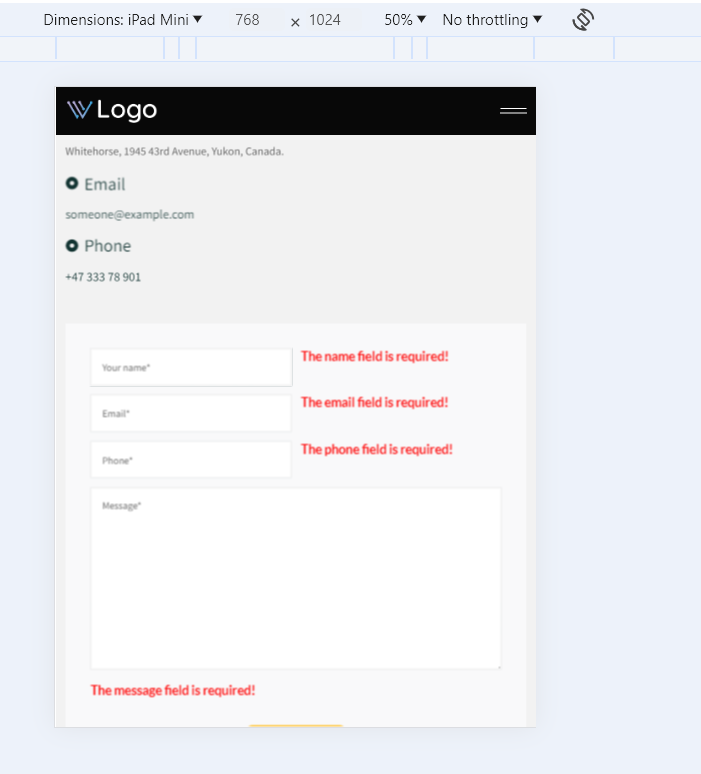 Dimensions: iPad Mini ▼ 768 × 1024 50% ▼ No throttling ▼
Logo
Whitehorse, 1945 43rd Avenue, Yukon, Canada.
Email
someone@example.com
Phone
+47 333 78 901
Your name*
The name field is required!
Email*
The email field is required!
Phone*
The phone field is required!
Message*
The message field is required!